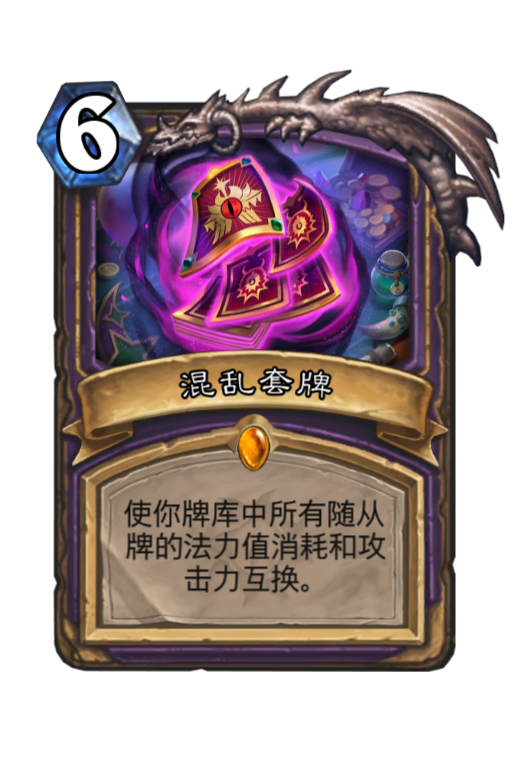 6
混乱套牌
使你牌库中所有随从
牌的法力值消耗和攻
击力互换。